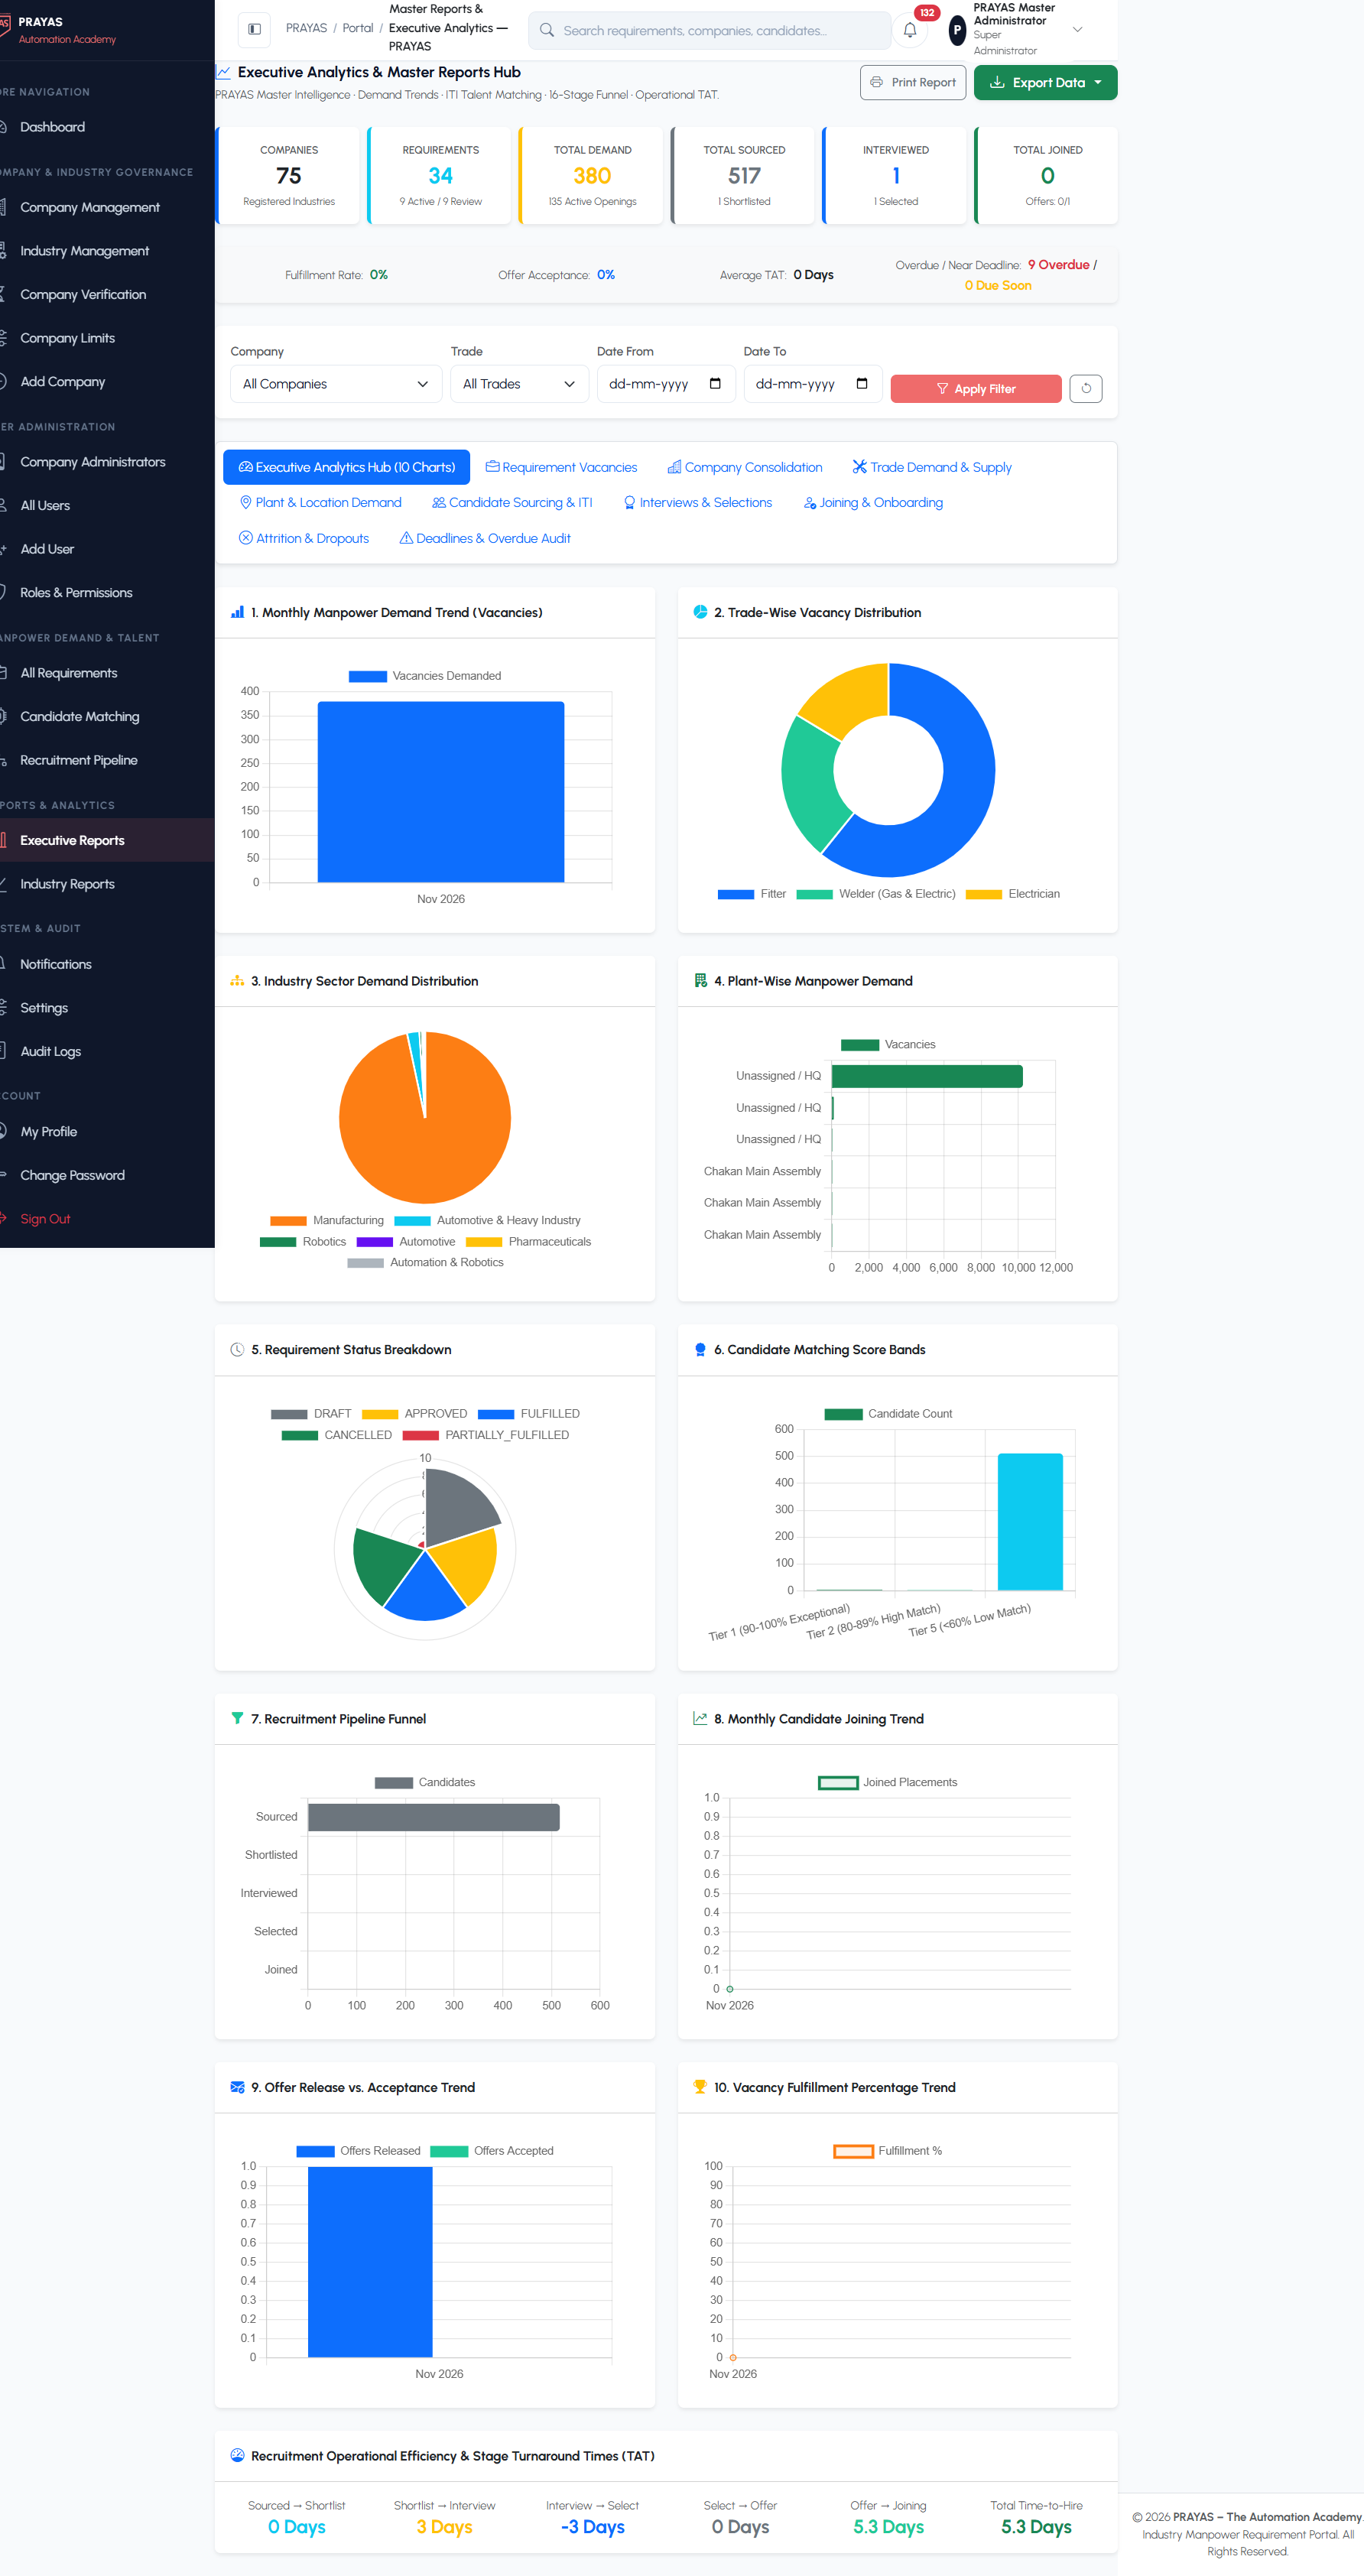 PRAYAS
Automation Academy
PRAYAS / Portal /
Master Reports &
Executive Analytics —
PRAYAS
Search requirements, companies, candidates...
132
P
PRAYAS Master
Administrator
Super
Administrator
NAVIGATION
Dashboard
& INDUSTRY GOVERNANCE
Company Management
Industry Management
Company Verification
Company Limits
Add Company
ADMINISTRATION
Company Administrators
All Users
Add User
Roles & Permissions
DEMAND & TALENT
All Requirements
Candidate Matching
Recruitment Pipeline
& ANALYTICS
Executive Reports
Industry Reports
& AUDIT
Notifications
Settings
Audit Logs
My Profile
Change Password
Sign Out
Executive Analytics & Master Reports Hub
PRAYAS Master Intelligence · Demand Trends · ITI Talent Matching · 16-Stage Funnel · Operational TAT.
Print Report
Export Data
COMPANIES
75
Registered Industries
REQUIREMENTS
34
9 Active / 9 Review
TOTAL DEMAND
380
135 Active Openings
TOTAL SOURCED
517
1 Shortlisted
INTERVIEWED
1
1 Selected
TOTAL JOINED
0
Offers: 0/1
Fulfillment Rate: 0%
Offer Acceptance: 0%
Average TAT: 0 Days
Overdue / Near Deadline: 9 Overdue /
0 Due Soon
Company
All Companies
Trade
All Trades
Date From
dd-mm-yyyy
Date To
dd-mm-yyyy
Apply Filter
Executive Analytics Hub (10 Charts)
Requirement Vacancies
Company Consolidation
Trade Demand & Supply
Plant & Location Demand
Candidate Sourcing & ITI
Interviews & Selections
Joining & Onboarding
Attrition & Dropouts
Deadlines & Overdue Audit
1. Monthly Manpower Demand Trend (Vacancies)
Vacancies Demanded
400
350
300
250
200
150
100
50
0
Nov 2026
2. Trade-Wise Vacancy Distribution
Fitter
Welder (Gas & Electric)
Electrician
3. Industry Sector Demand Distribution
Manufacturing
Automotive & Heavy Industry
Robotics
Automotive
Pharmaceuticals
Automation & Robotics
4. Plant-Wise Manpower Demand
Vacancies
Unassigned / HQ
Unassigned / HQ
Unassigned / HQ
Chakan Main Assembly
Chakan Main Assembly
Chakan Main Assembly
0 2,000 4,000 6,000 8,000 10,000 12,000
5. Requirement Status Breakdown
DRAFT
APPROVED
FULFILLED
CANCELLED
PARTIALLY_FULFILLED
10
6. Candidate Matching Score Bands
Candidate Count
600
500
400
300
200
100
0
Tier 1 (90-100% Exceptional)
Tier 2 (80-89% High Match)
Tier 5 (<60% Low Match)
7. Recruitment Pipeline Funnel
Candidates
Sourced
Shortlisted
Interviewed
Selected
Joined
0 100 200 300 400 500 600
8. Monthly Candidate Joining Trend
Joined Placements
1.0
0.9
0.8
0.7
0.6
0.5
0.4
0.3
0.2
0.1
0
Nov 2026
9. Offer Release vs. Acceptance Trend
Offers Released
Offers Accepted
1.0
0.9
0.8
0.7
0.6
0.5
0.4
0.3
0.2
0.1
0
Nov 2026
10. Vacancy Fulfillment Percentage Trend
Fulfillment %
100
90
80
70
60
50
40
30
20
10
0
Nov 2026
Recruitment Operational Efficiency & Stage Turnaround Times (TAT)
Sourced → Shortlist
0 Days
Shortlist → Interview
3 Days
Interview → Select
-3 Days
Select → Offer
0 Days
Offer → Joining
5.3 Days
Total Time-to-Hire
5.3 Days
© 2026 PRAYAS – The Automation Academy.
Industry Manpower Requirement Portal. All
Rights Reserved.